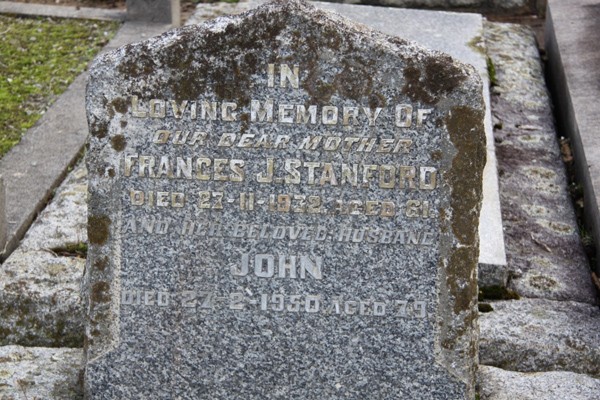 IN
LOVING MEMORY OF
OUR DEAR MOTHER
FRANCES J. STANFORD
DIED 23-11-1932. AGED 61.
AND HER BELOVED HUSBAND
JOHN
DIED 27-2-1950 AGED 79.